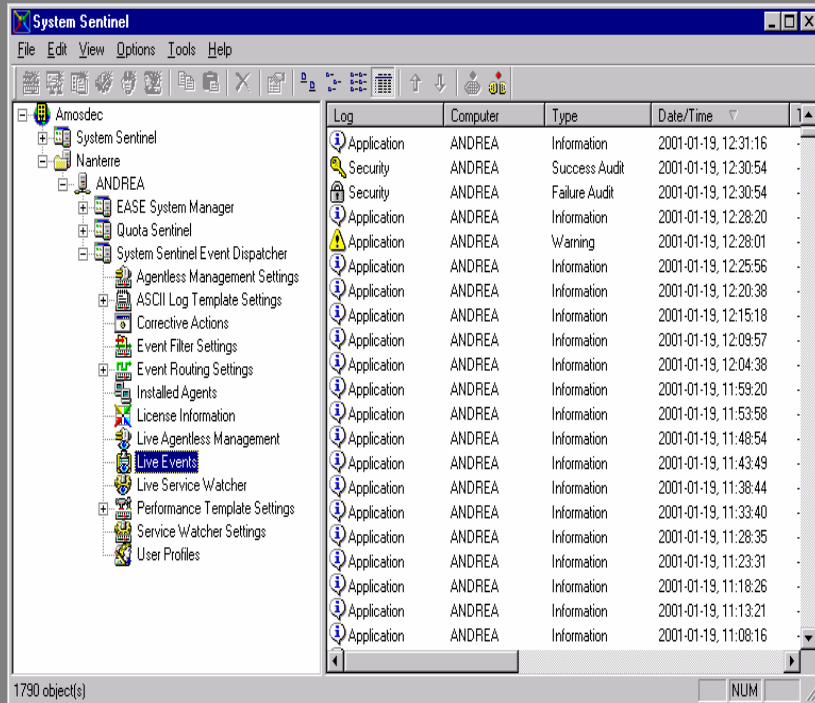 System Sentinel
File Edit View Options Tools Help
Amosdec
System Sentinel
Nanterre
ANDREA
EASE System Manager
Quota Sentinel
System Sentinel Event Dispatcher
Agentless Management Settings
ASCII Log Template Settings
Corrective Actions
Event Filter Settings
Event Routing Settings
Installed Agents
License Information
Live Agentless Management
Live Events
Live Service Watcher
Performance Template Settings
Service Watcher Settings
User Profiles
Log Computer Type Date/Time
Application ANDREA Information 2001-01-19, 12:31:16
Security ANDREA Success Audit 2001-01-19, 12:30:54
Security ANDREA Failure Audit 2001-01-19, 12:30:54
Application ANDREA Information 2001-01-19, 12:28:20
Application ANDREA Warning 2001-01-19, 12:28:01
Application ANDREA Information 2001-01-19, 12:25:56
Application ANDREA Information 2001-01-19, 12:20:38
Application ANDREA Information 2001-01-19, 12:15:18
Application ANDREA Information 2001-01-19, 12:09:57
Application ANDREA Information 2001-01-19, 12:04:38
Application ANDREA Information 2001-01-19, 11:59:20
Application ANDREA Information 2001-01-19, 11:53:58
Application ANDREA Information 2001-01-19, 11:48:54
Application ANDREA Information 2001-01-19, 11:43:49
Application ANDREA Information 2001-01-19, 11:38:44
Application ANDREA Information 2001-01-19, 11:33:40
Application ANDREA Information 2001-01-19, 11:28:35
Application ANDREA Information 2001-01-19, 11:23:31
Application ANDREA Information 2001-01-19, 11:18:26
Application ANDREA Information 2001-01-19, 11:13:21
Application ANDREA Information 2001-01-19, 11:08:16
1790 object(s) NUM